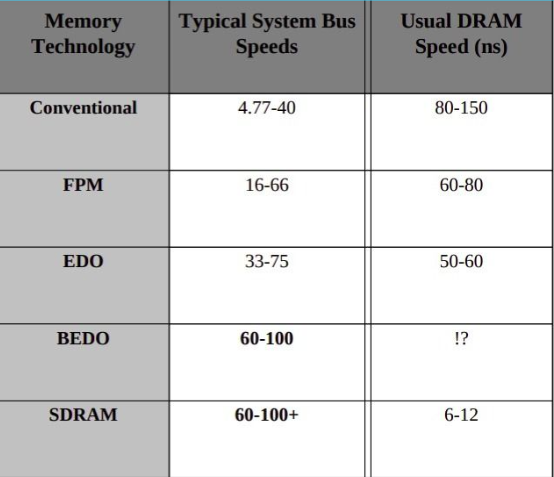 Memory Technology
Typical System Bus Speeds
Usual DRAM Speed (ns)
Conventional 4.77-40 80-150
FPM 16-66 60-80
EDO 33-75 50-60
BEDO 60-100 !?
SDRAM 60-100+ 6-12